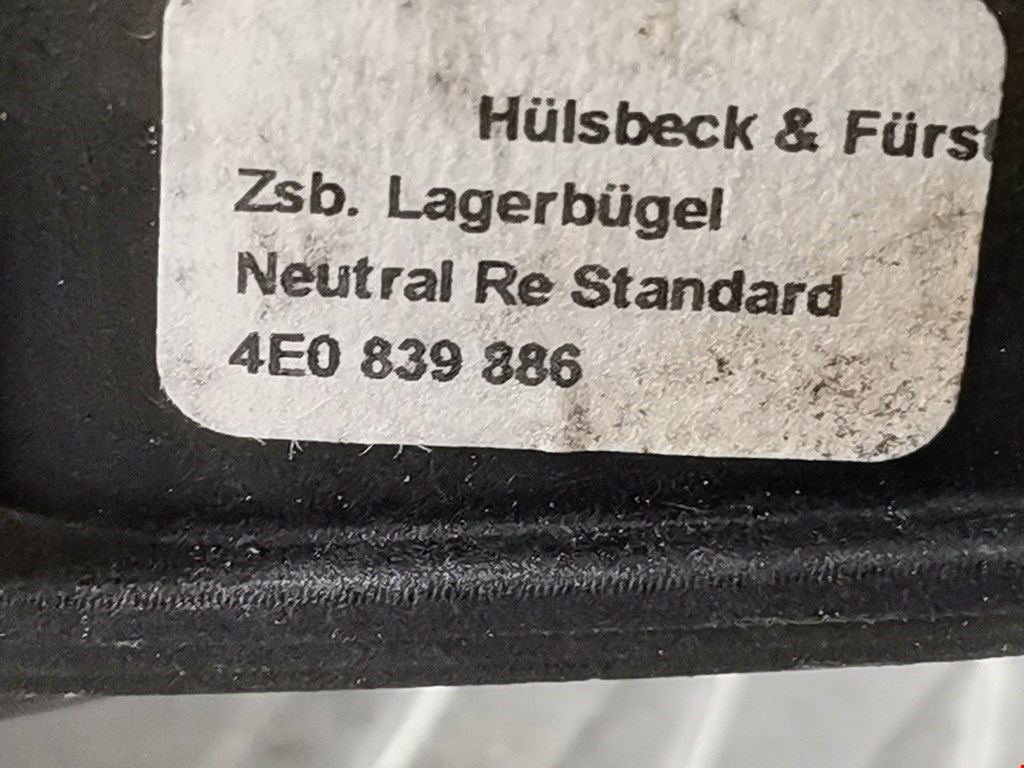 Hülsbeck & Fürst
Zsb. Lagerbügel
Neutral Re Standard
4E0 839 886